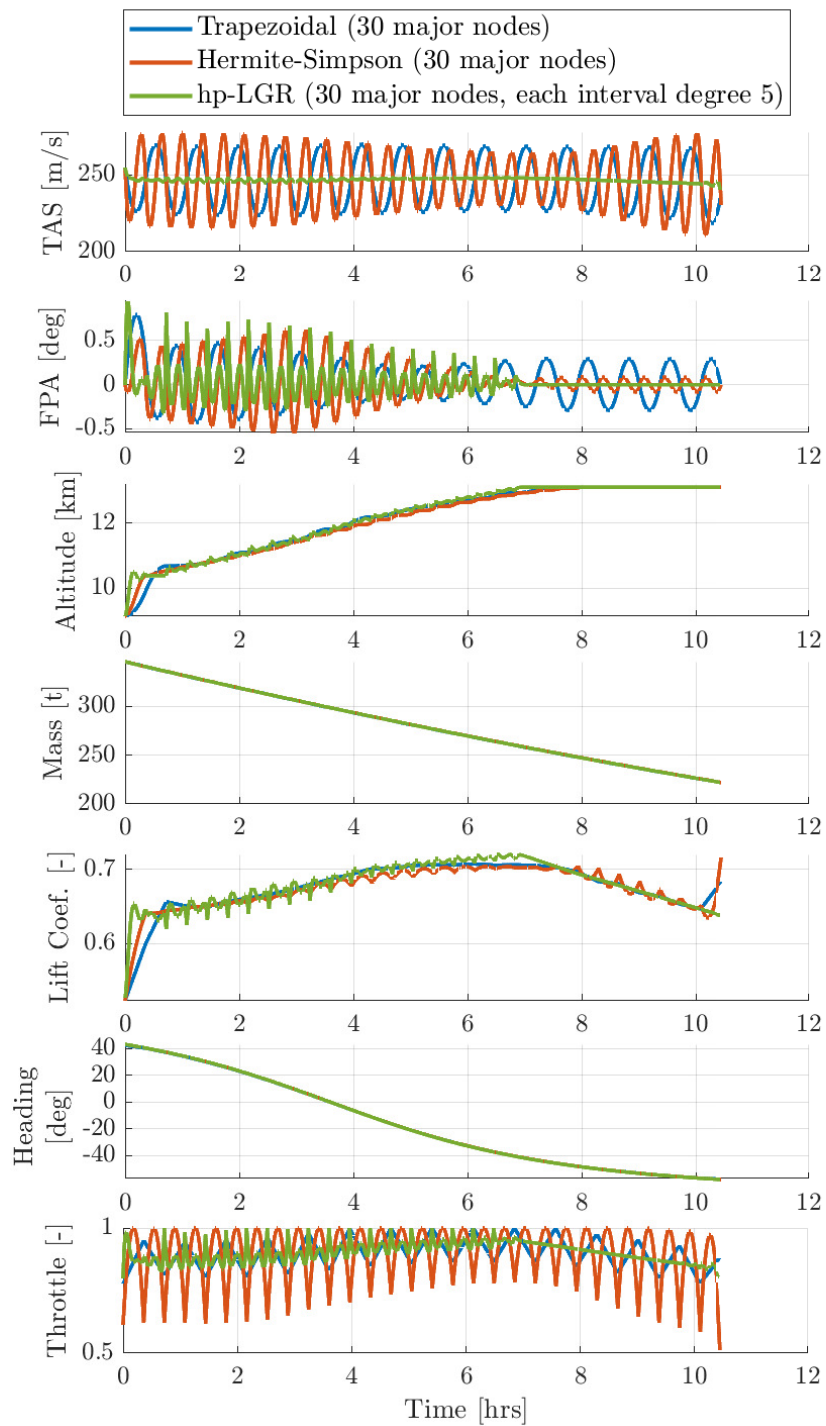 Trapezoidal (30 major nodes)
Hermite-Simpson (30 major nodes)
hp-LGR (30 major nodes, each interval degree 5)
TAS [m/s]
250
200
0 2 4 6 8 10 12
FPA [deg]
0.5
0
-0.5
0 2 4 6 8 10 12
Altitude [km]
12
10
0 2 4 6 8 10 12
Mass [t]
300
250
200
0 2 4 6 8 10 12
Lift Coef. [-]
0.7
0.6
0 2 4 6 8 10 12
Heading
[deg]
40
20
0
-20
-40
0 2 4 6 8 10 12
Throttle [-]
1
0.5
0 2 4 6 8 10 12
Time [hrs]